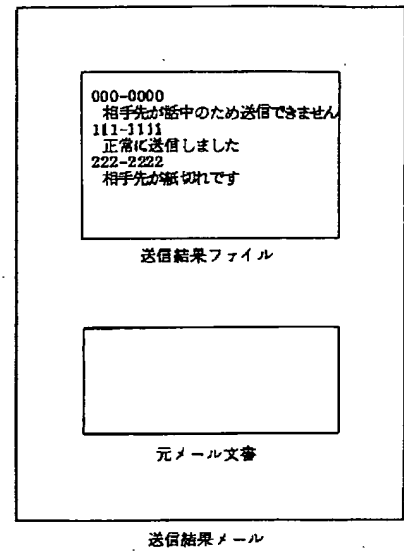 000-0000
相手先が話中のため送信できません
111-1111
正常に送信しました
222-2222
相手先が紙切れです
送信結果ファイル
元メール文書
送信結果メール